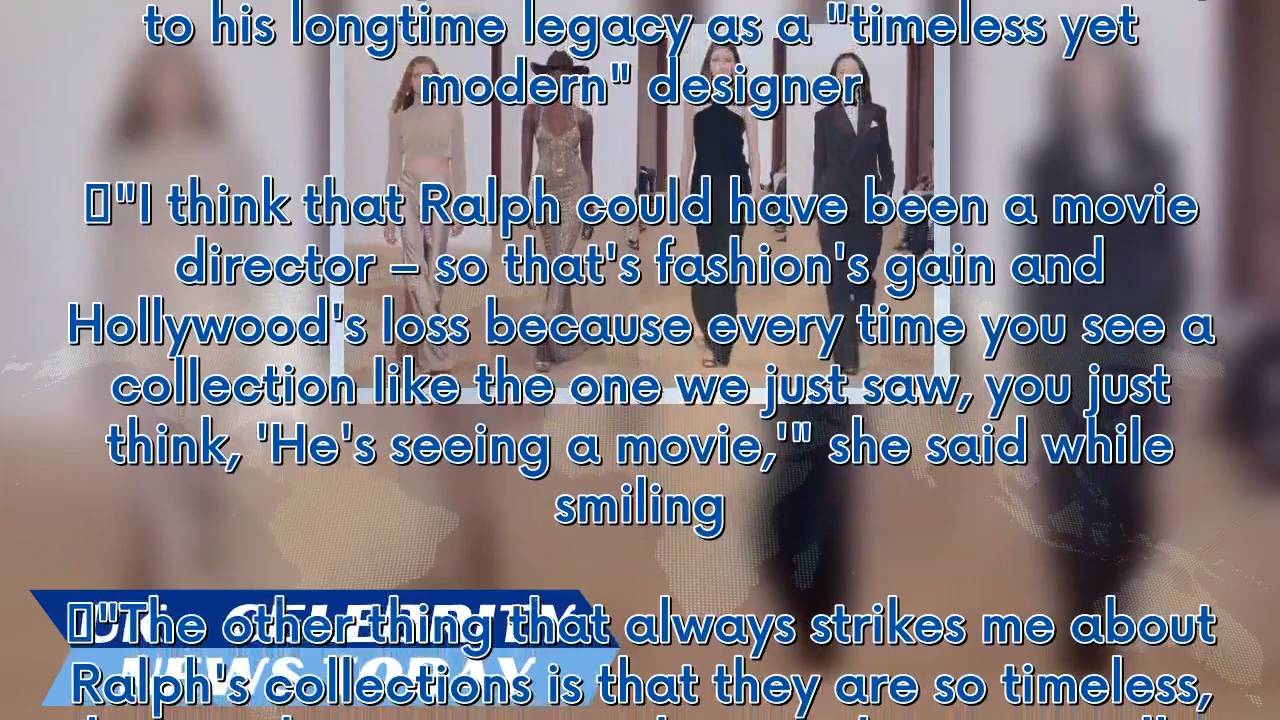 to his longtime legacy as a "timeless yet
modern" designer
"I think that Ralph could have been a movie
director – so that's fashion's gain and
Hollywood's loss because every time you see a
collection like the one we just saw, you just
think, 'He's seeing a movie,'" she said while
smiling
"The other thing that always strikes me about
Ralph's collections is that they are so timeless,
CELEBRITY
NEWS TODAY